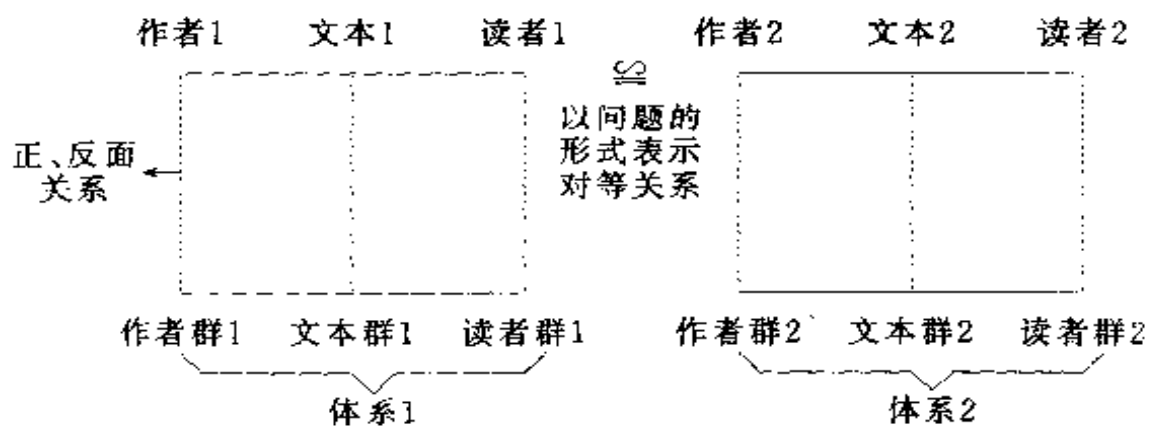 作者1 文本1 读者1 作者2 文本2 读者2
≌
以问题的
形式表示
对等关系
正、反面
关系
作者群1 文本群1 读者群1 作者群2 文本群2 读者群2
体系1 体系2